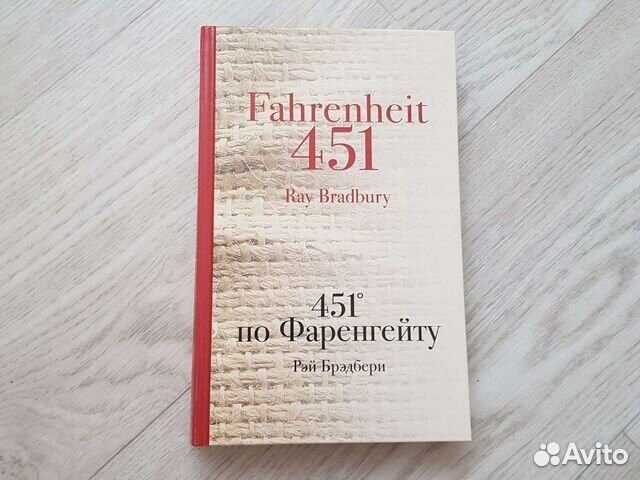 Fahrenheit
451
Ray Bradbury
451°
по Фаренгейту
Рэй Брэдбери
Avito